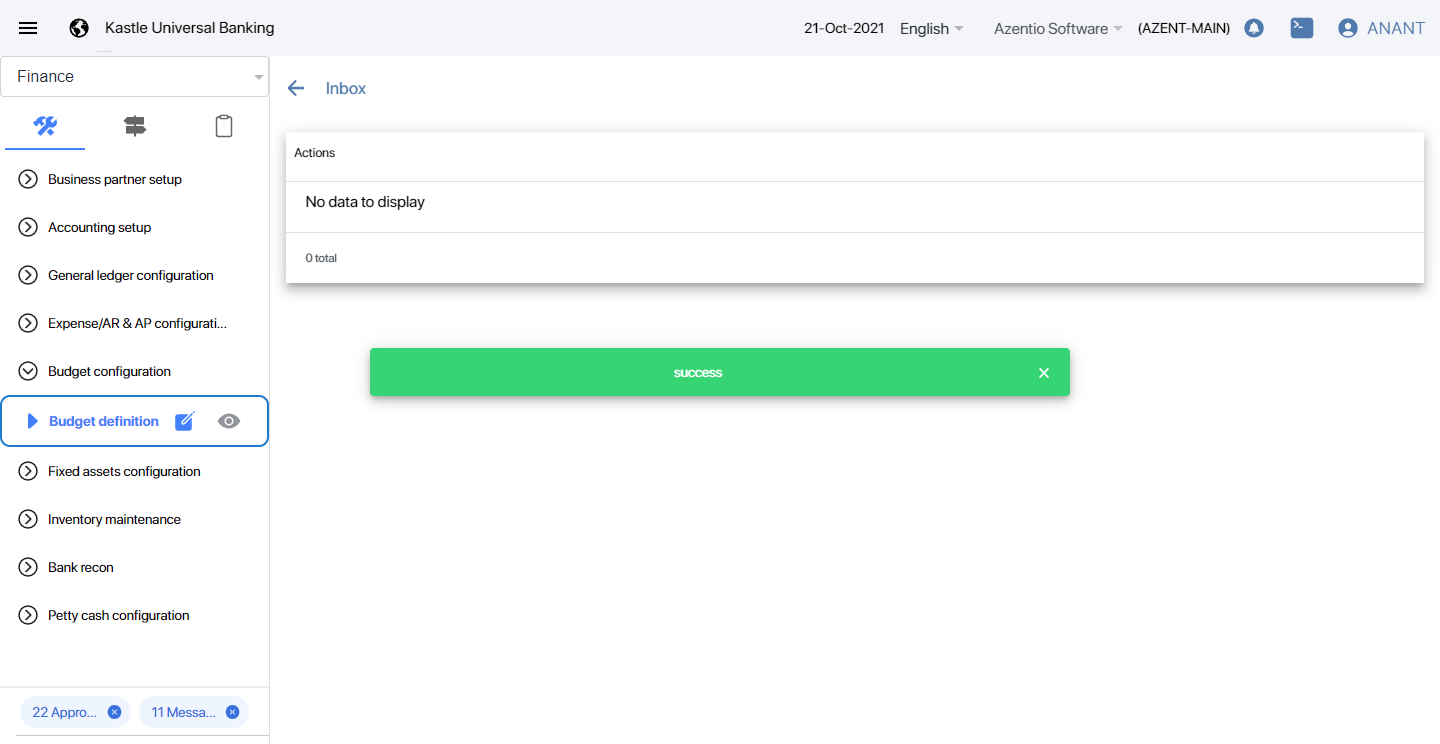 Kastle Universal Banking
21-Oct-2021
English
Azentio Software
(AZENT-MAIN)
ANANT
Finance
Business partner setup
Accounting setup
General ledger configuration
Expense/AR & AP configurati...
Budget configuration
Budget definition
Fixed assets configuration
Inventory maintenance
Bank recon
Petty cash configuration
22 Appro...
11 Messa...
Inbox
Actions
No data to display
0 total
success